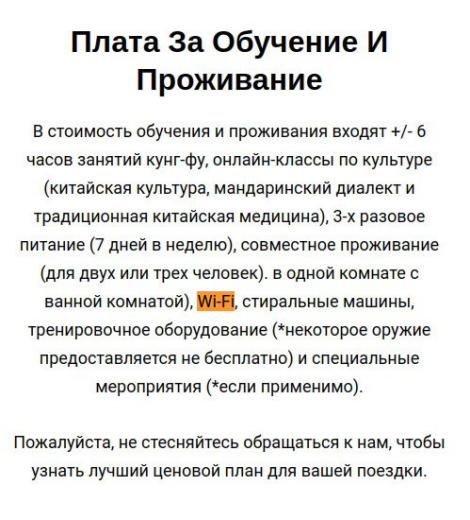 Плата За Обучение И
Проживание
В стоимость обучения и проживания входят +/- 6
часов занятий кунг-фу, онлайн-классы по культуре
(китайская культура, мандаринский диалект и
традиционная китайская медицина), 3-х разовое
питание (7 дней в неделю), совместное проживание
(для двух или трех человек). в одной комнате с
ванной комнатой), Wi-Fi, стиральные машины,
тренировочное оборудование (*некоторое оружие
предоставляется не бесплатно) и специальные
мероприятия (*если применимо).
Пожалуйста, не стесняйтесь обращаться к нам, чтобы
узнать лучший ценовой план для вашей поездки.